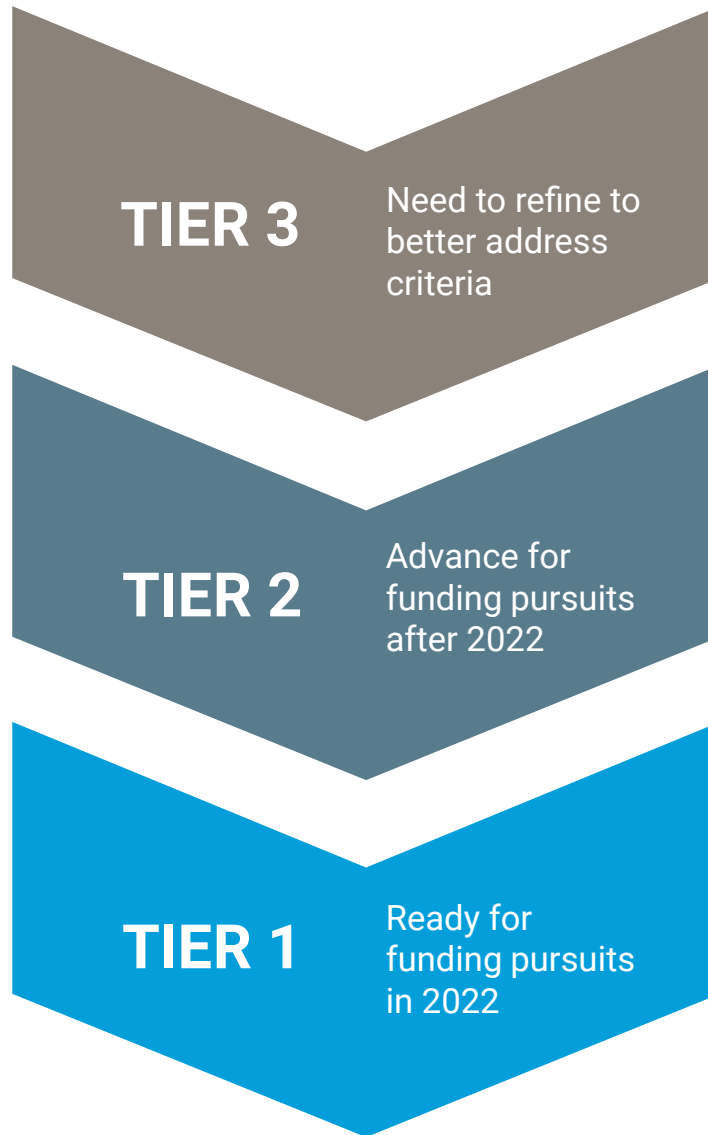 TIER 3
Need to refine to
better address
criteria
TIER 2
Advance for
funding pursuits
after 2022
TIER 1
Ready for
funding pursuits
in 2022